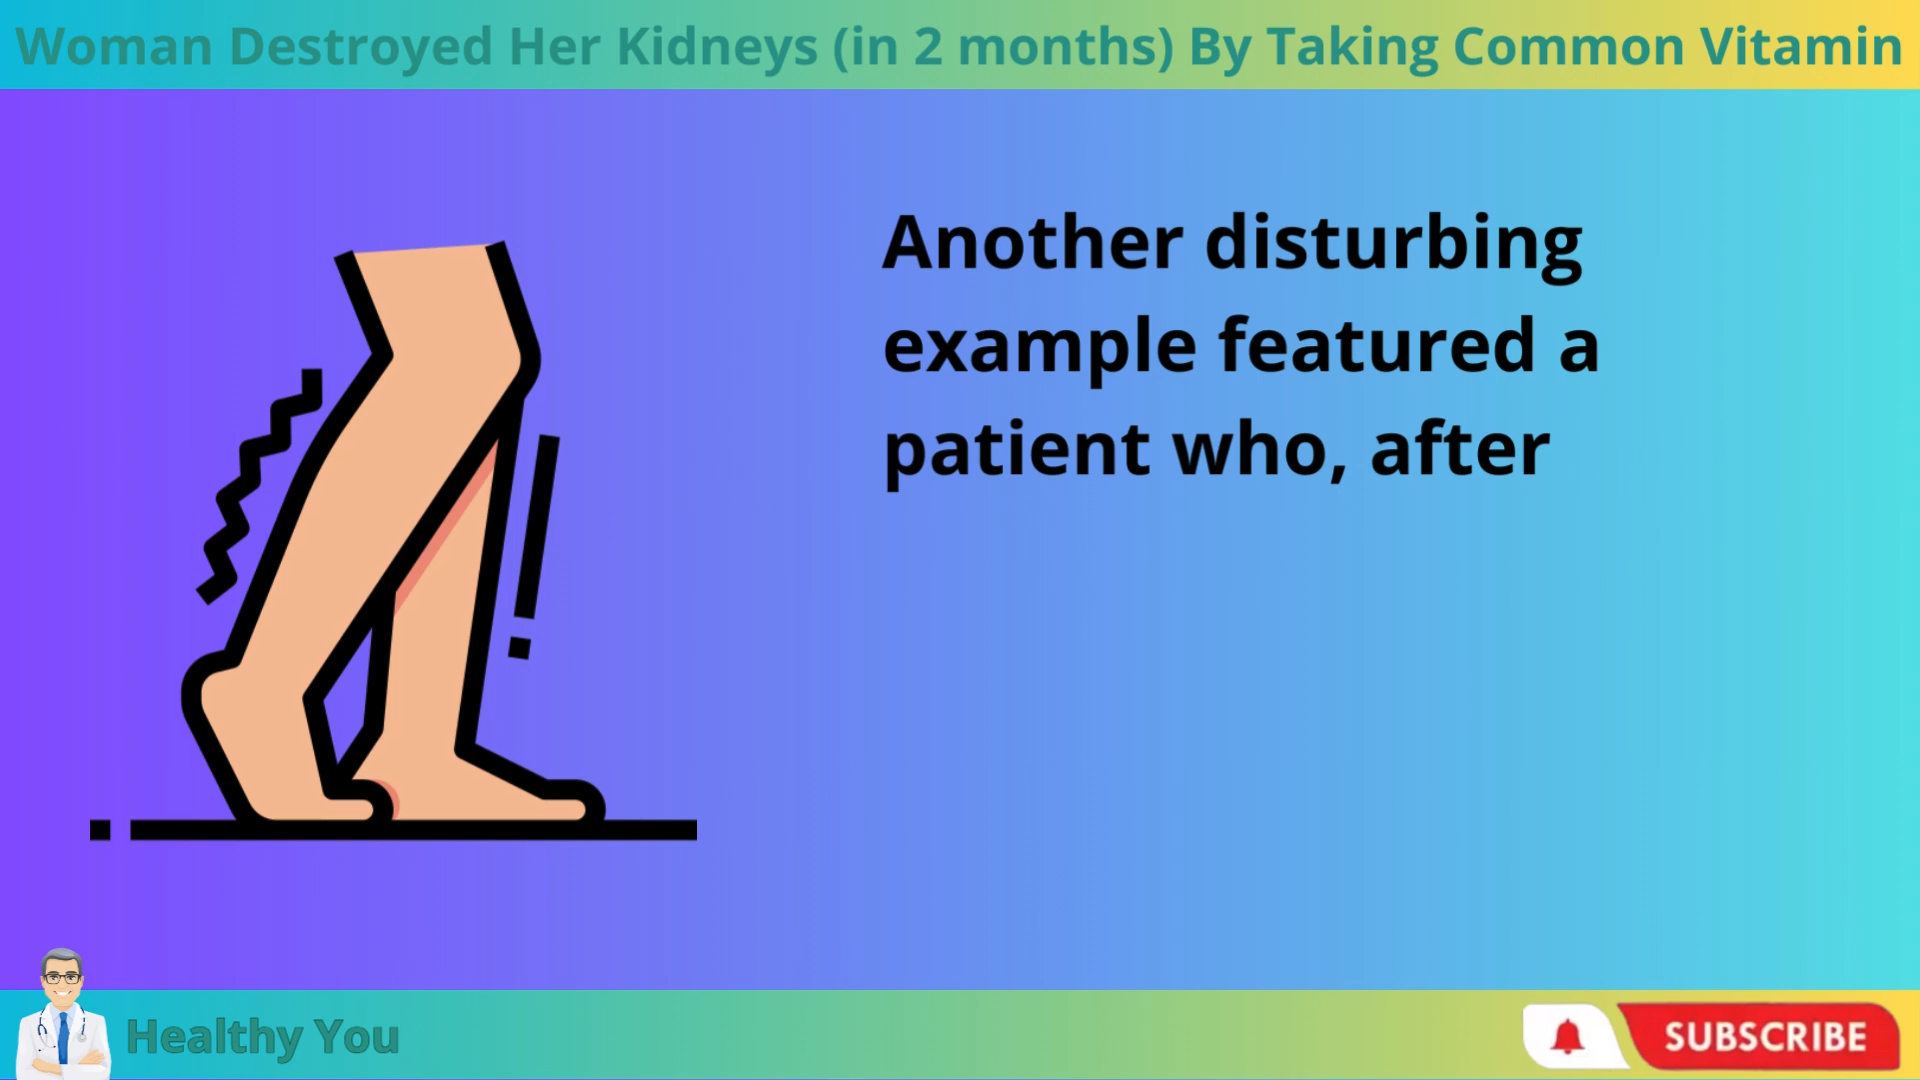 Woman Destroyed Her Kidneys (in 2 months) By Taking Common Vitamin
Another disturbing
example featured a
patient who, after
Healthy You
SUBSCRIBE